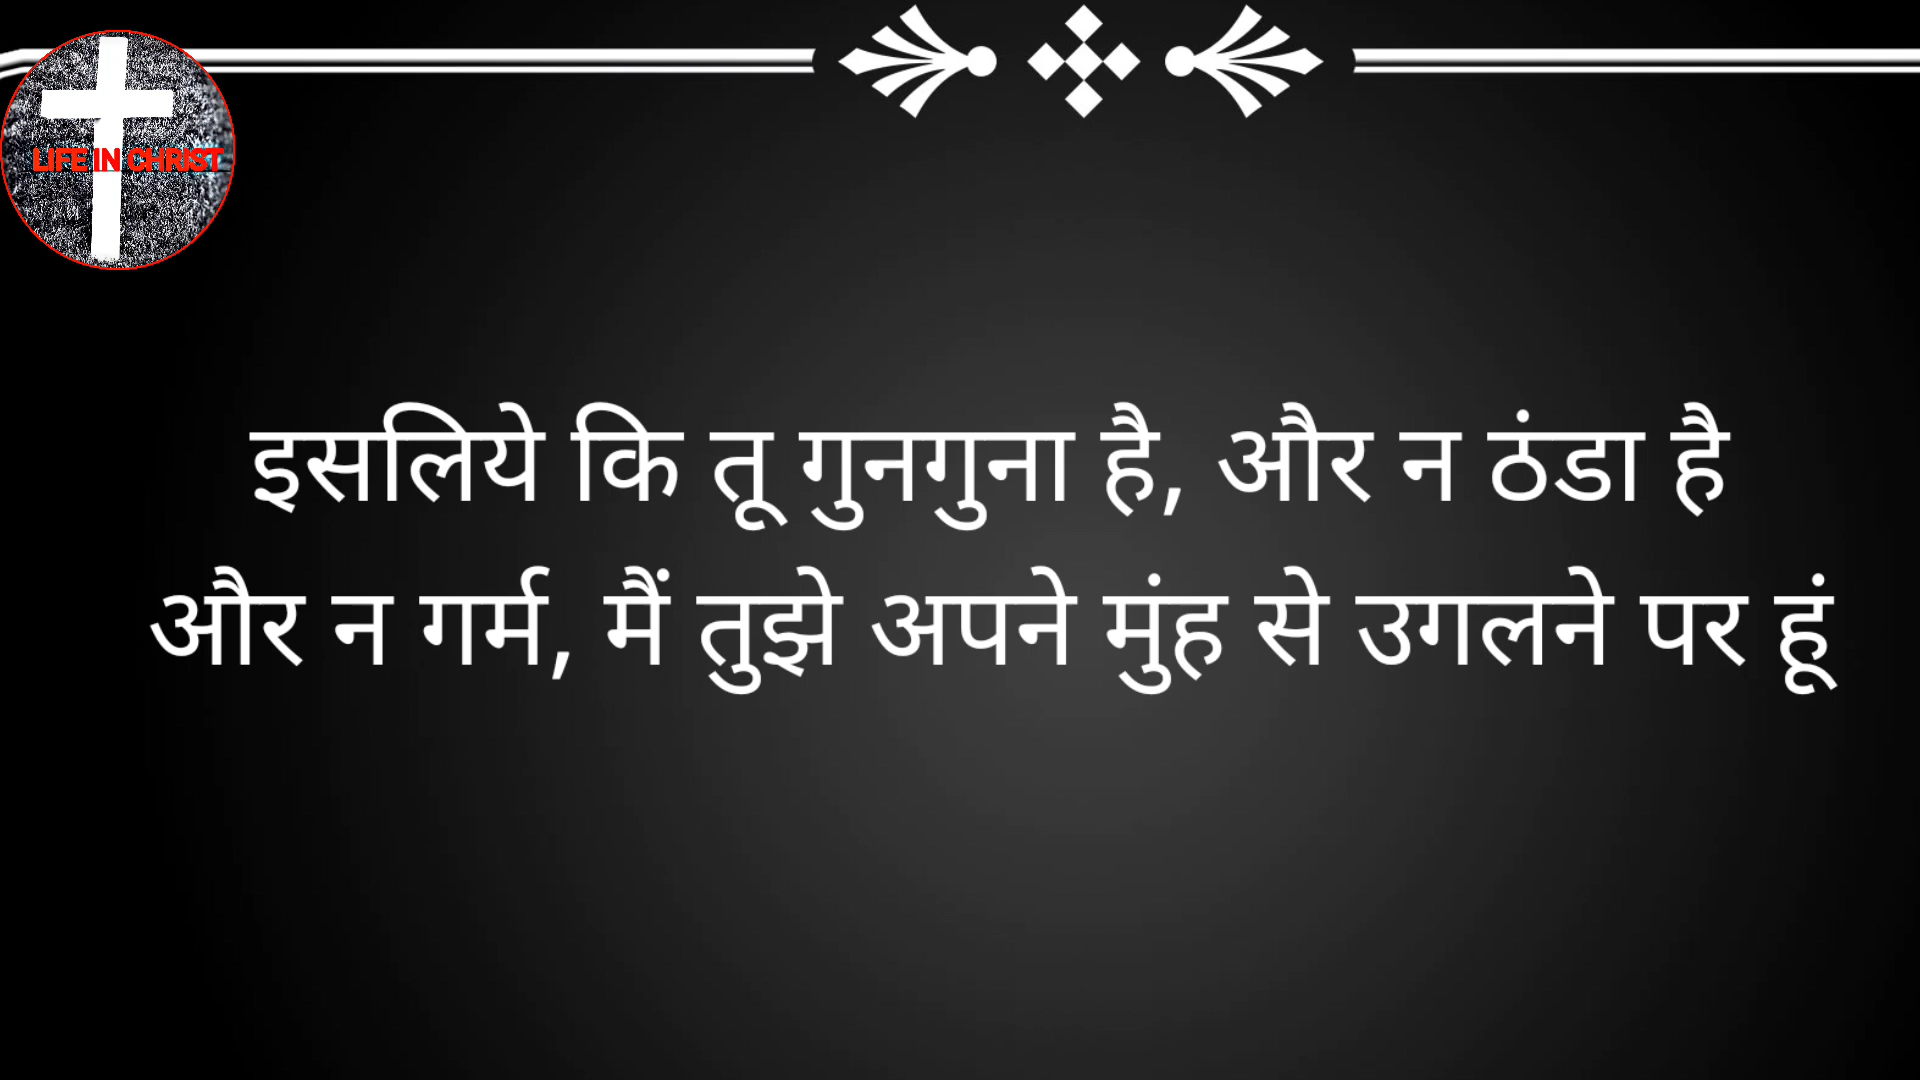 LIFE IN CHRIST
इसलिये कि तू गुनगुना है, और न ठंडा है
और न गर्म, मैं तुझे अपने मुंह से उगलने पर हूं